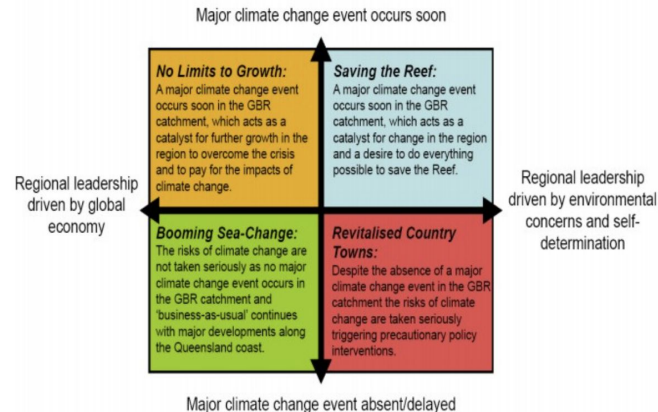 Major climate change event occurs soon
No Limits to Growth:
A major climate change event
occurs soon in the GBR
catchment, which acts as a
catalyst for further growth in the
region to overcome the crisis
and to pay for the impacts of
climate change.
Saving the Reef:
A major climate change event
occurs soon in the GBR
catchment, which acts as a
catalyst for change in the region
and a desire to do everything
possible to save the Reef.
Regional leadership
driven by global
economy
Regional leadership
driven by environmental
concerns and self-
determination
Booming Sea-Change:
The risks of climate change are
not taken seriously as no major
climate change event occurs in
the GBR catchment and
‘business-as-usual’ continues
with major developments along
the Queensland coast.
Revitalised Country
Towns:
Despite the absence of a major
climate change event in the GBR
catchment the risks of climate
change are taken seriously
triggering precautionary policy
interventions.
Major climate change event absent/delayed